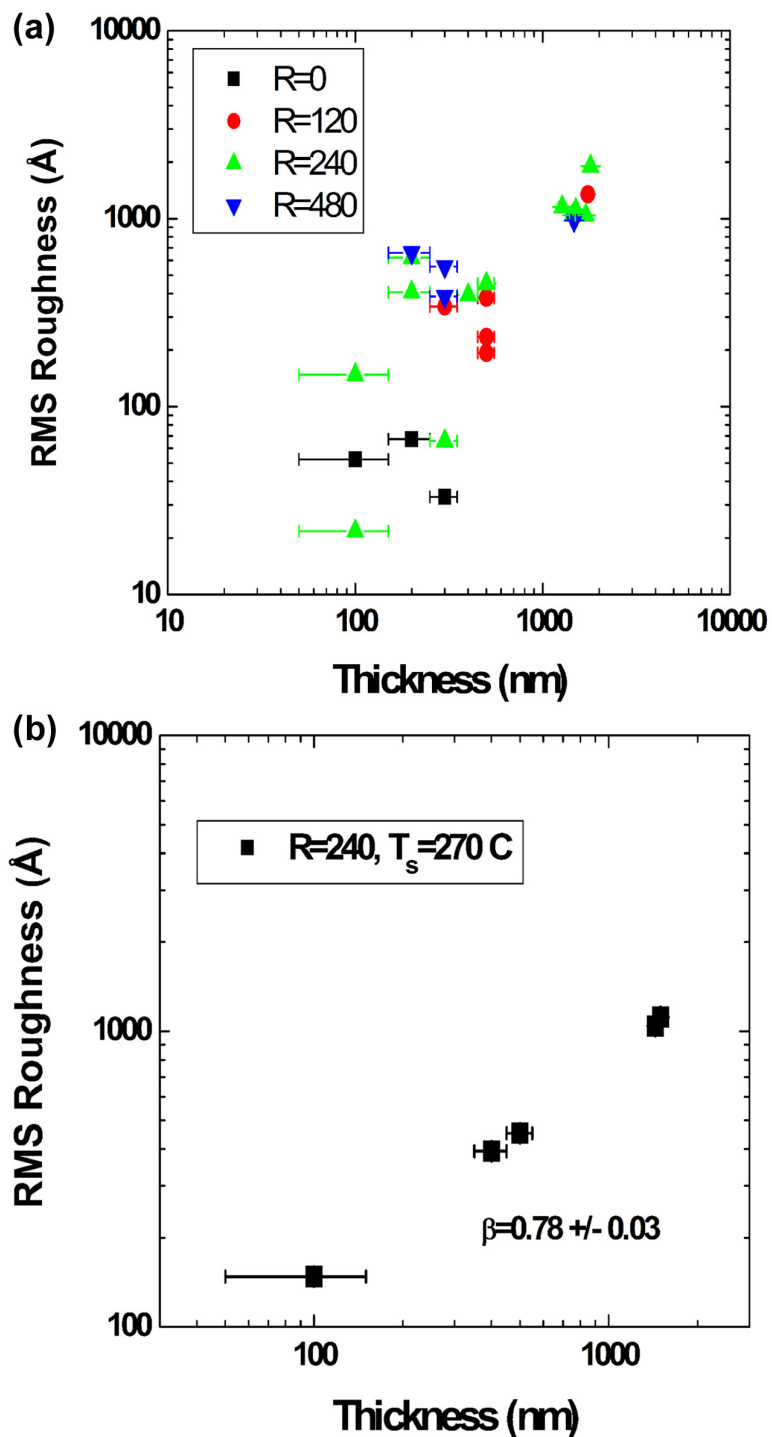 (a)
10000
1000
100
10
RMS Roughness (Å)
R=0
R=120
R=240
R=480
10 100 1000 10000
Thickness (nm)
(b)
10000
1000
100
RMS Roughness (Å)
R=240, Tₛ=270 C
β=0.78 +/- 0.03
100 1000
Thickness (nm)